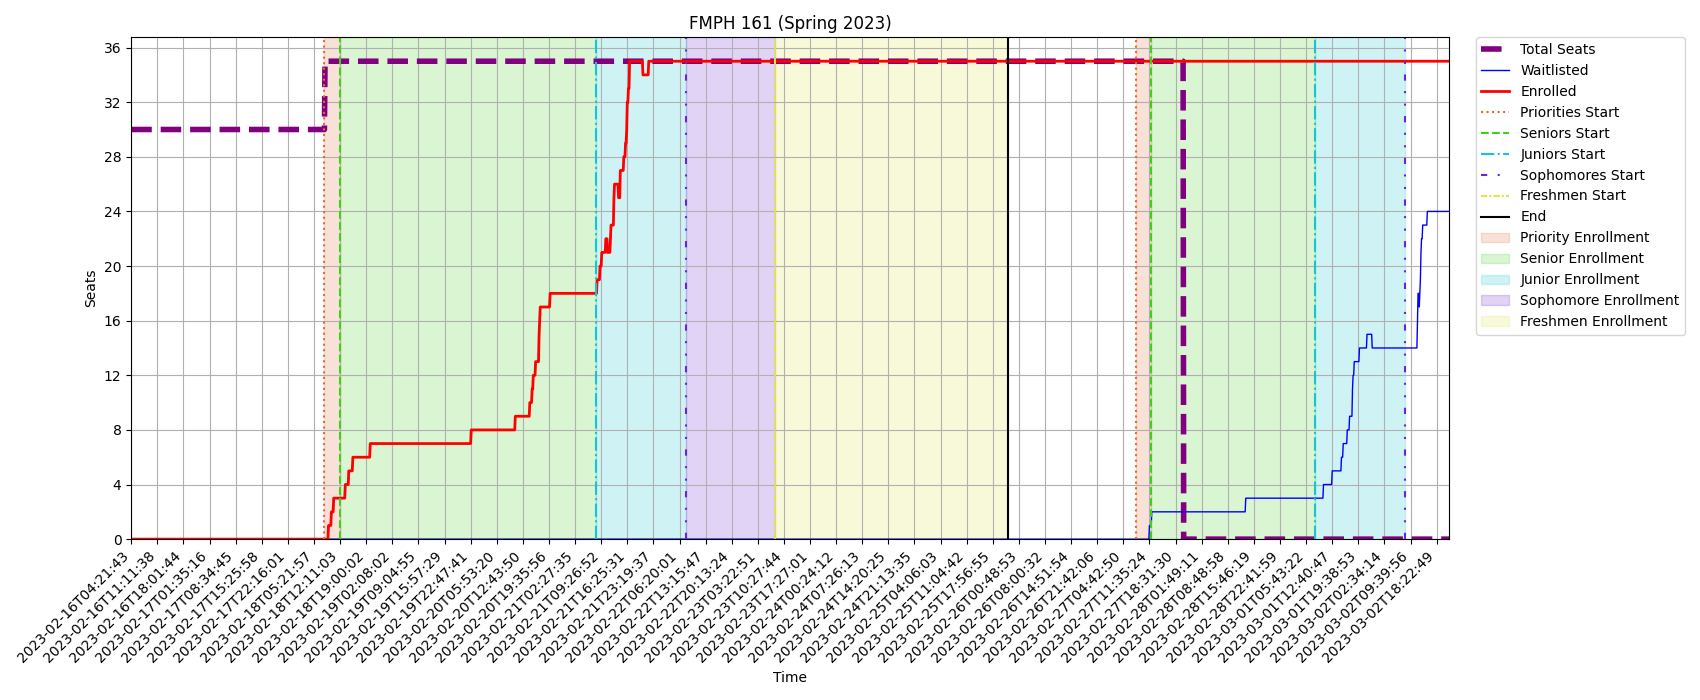 FMPH 161 (Spring 2023)
36
32
28
24
20
16
12
8
4
0
Seats
2023-02-16T04:21:43
2023-02-16T11:11:38
2023-02-16T18:01:44
2023-02-17T01:35:16
2023-02-17T08:34:45
2023-02-17T15:25:58
2023-02-17T22:16:01
2023-02-18T05:21:57
2023-02-18T12:11:03
2023-02-18T19:00:02
2023-02-19T02:08:02
2023-02-19T09:04:55
2023-02-19T15:57:29
2023-02-19T22:47:41
2023-02-20T05:53:20
2023-02-20T12:43:50
2023-02-20T19:35:56
2023-02-21T02:27:35
2023-02-21T09:26:52
2023-02-21T16:25:31
2023-02-21T23:19:37
2023-02-22T06:20:01
2023-02-22T13:15:47
2023-02-22T20:13:24
2023-02-23T03:22:51
2023-02-23T10:27:44
2023-02-23T17:27:01
2023-02-24T00:24:12
2023-02-24T07:26:13
2023-02-24T14:20:25
2023-02-24T21:13:35
2023-02-25T04:06:03
2023-02-25T11:04:42
2023-02-25T17:56:55
2023-02-26T00:48:53
2023-02-26T08:00:32
2023-02-26T14:51:54
2023-02-26T21:42:06
2023-02-27T04:42:50
2023-02-27T11:35:24
2023-02-27T18:31:30
2023-02-28T01:49:11
2023-02-28T08:48:58
2023-02-28T15:46:19
2023-02-28T22:41:59
2023-03-01T05:43:22
2023-03-01T12:40:47
2023-03-01T19:38:53
2023-03-02T02:34:14
2023-03-02T09:39:56
2023-03-02T18:22:49
Time
Total Seats
Waitlisted
Enrolled
Priorities Start
Seniors Start
Juniors Start
Sophomores Start
Freshmen Start
End
Priority Enrollment
Senior Enrollment
Junior Enrollment
Sophomore Enrollment
Freshmen Enrollment